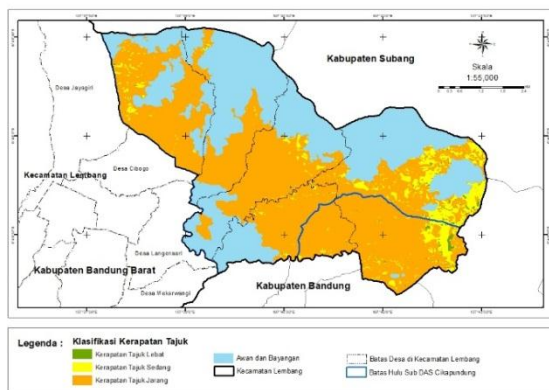 Kabupaten Subang
Skala
1:55,000
Desa Jayagiri
Desa Cibogo
Kecamatan Lembang
Desa Langensari
Kabupaten Bandung Barat
Desa Mekarwangi
Kabupaten Bandung
Legenda :
Klasifikasi Kerapatan Tajuk
Kerapatan Tajuk Lebat
Kerapatan Tajuk Sedang
Kerapatan Tajuk Jarang
Awan dan Bayangan
Kecamatan Lembang
Batas Desa di Kecamatan Lembang
Batas Hulu Sub DAS Cikapundung